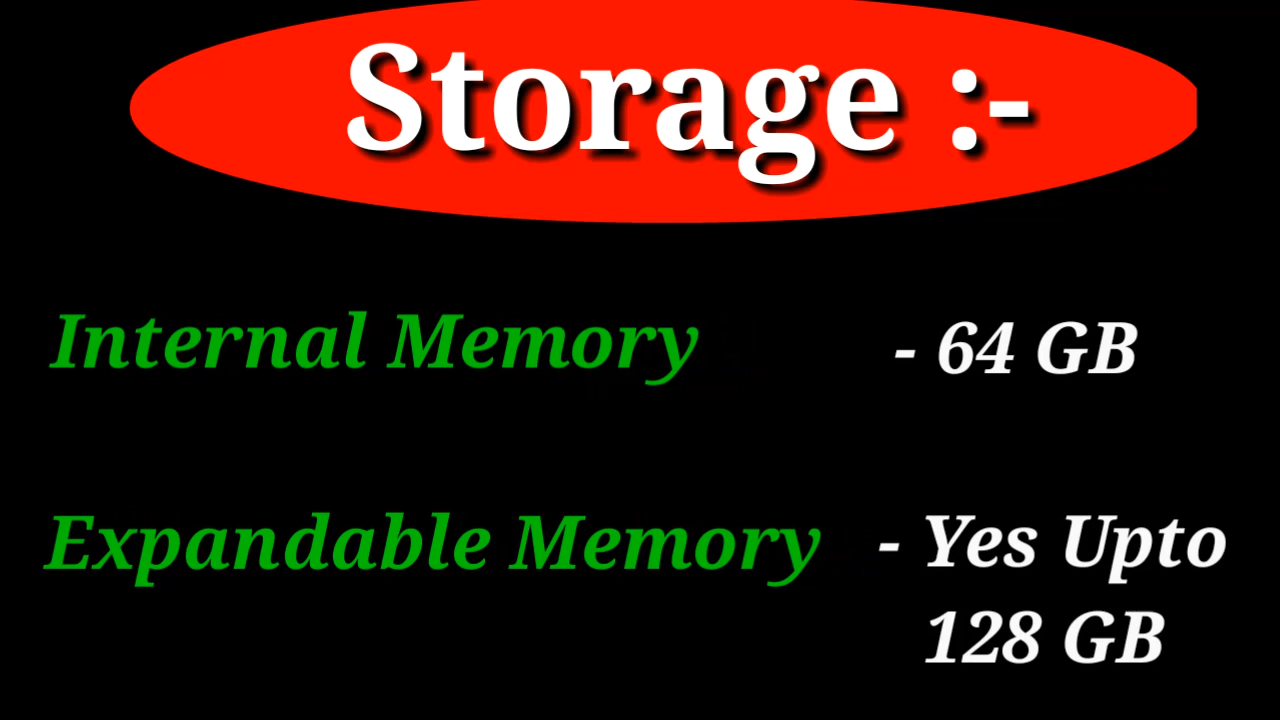 Storage :-
Internal Memory - 64 GB
Expandable Memory - Yes Upto
128 GB